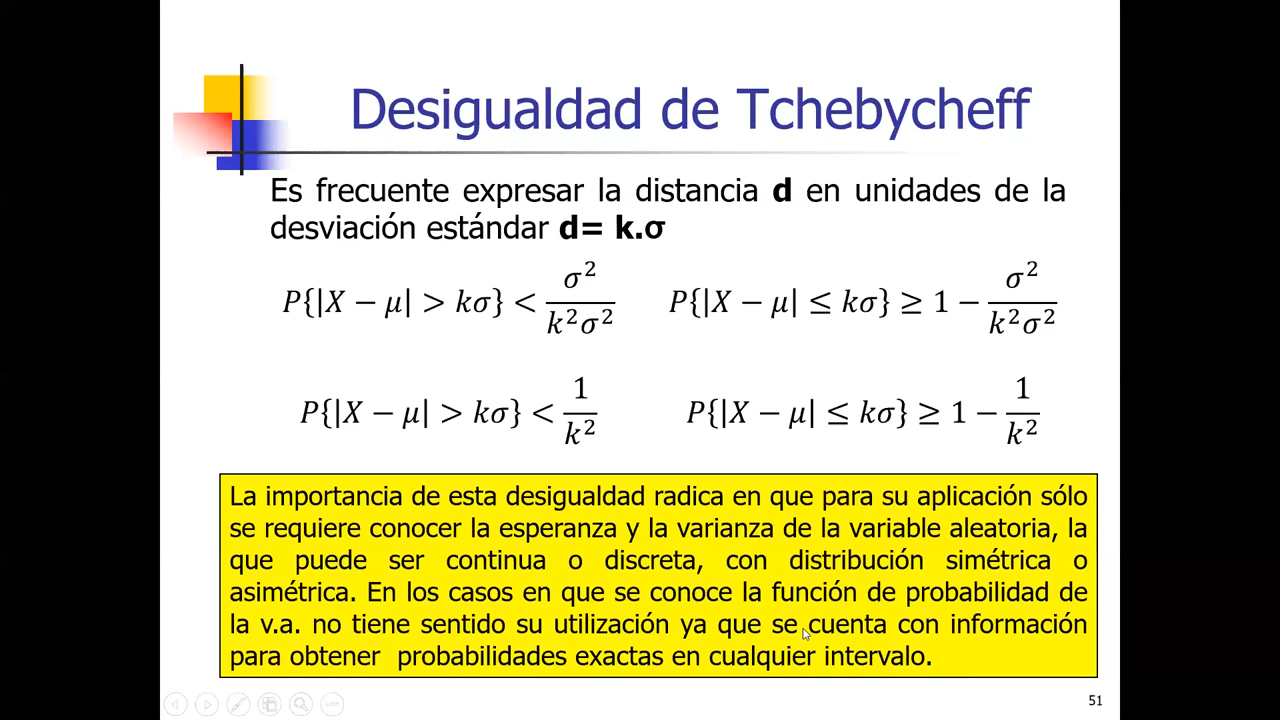 Desigualdad de Tchebycheff
Es frecuente expresar la distancia d en unidades de la
desviación estándar d= k.σ
P{|X − μ| > kσ} < σ²/k²σ² P{|X − μ| ≤ kσ} ≥ 1 − σ²/k²σ²
P{|X − μ| > kσ} < 1/k² P{|X − μ| ≤ kσ} ≥ 1 − 1/k²
La importancia de esta desigualdad radica en que para su aplicación sólo
se requiere conocer la esperanza y la varianza de la variable aleatoria, la
que puede ser continua o discreta, con distribución simétrica o
asimétrica. En los casos en que se conoce la función de probabilidad de
la v.a. no tiene sentido su utilización ya que se cuenta con información
para obtener probabilidades exactas en cualquier intervalo.
51